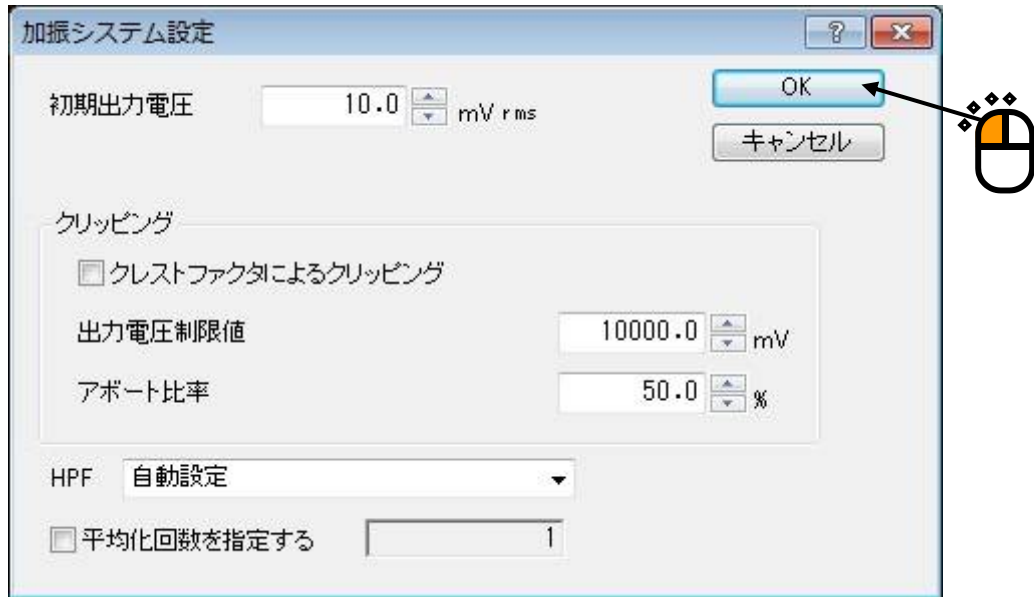 加振システム設定
初期出力電圧 10.0 mV rms
OK
キャンセル
クリッピング
クレストファクタによるクリッピング
出力電圧制限値 10000.0 mV
アボート比率 50.0 %
HPF 自動設定
平均化回数を指定する 1